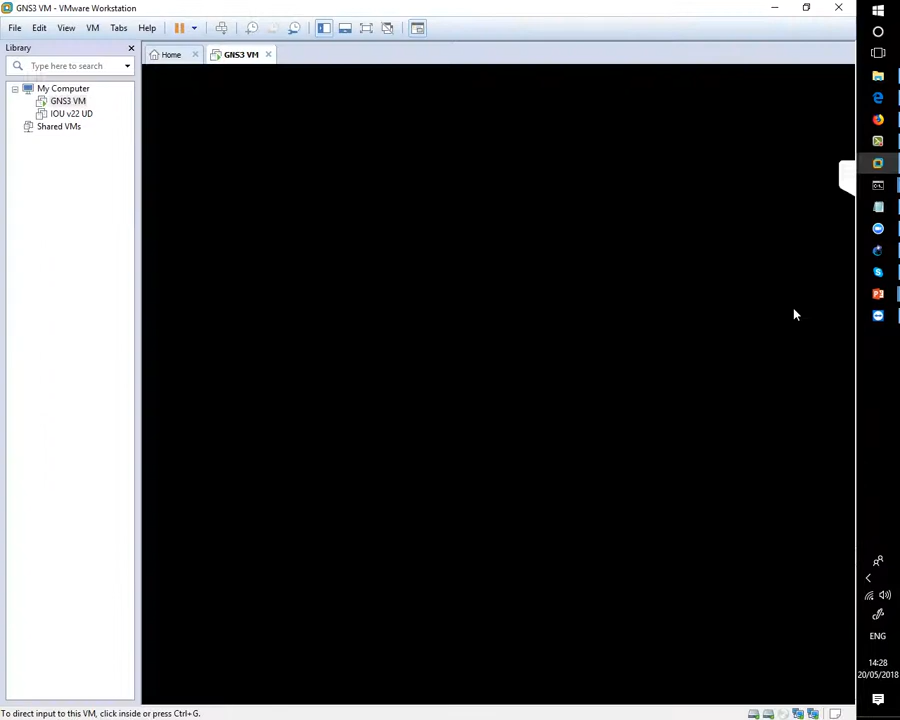 GNS3 VM - VMware Workstation
File Edit View VM Tabs Help
Library
Type here to search
Home
GNS3 VM
My Computer
GNS3 VM
IOU v22 UD
Shared VMs
ENG
14:28
20/05/2018
To direct input to this VM, click inside or press Ctrl+G.